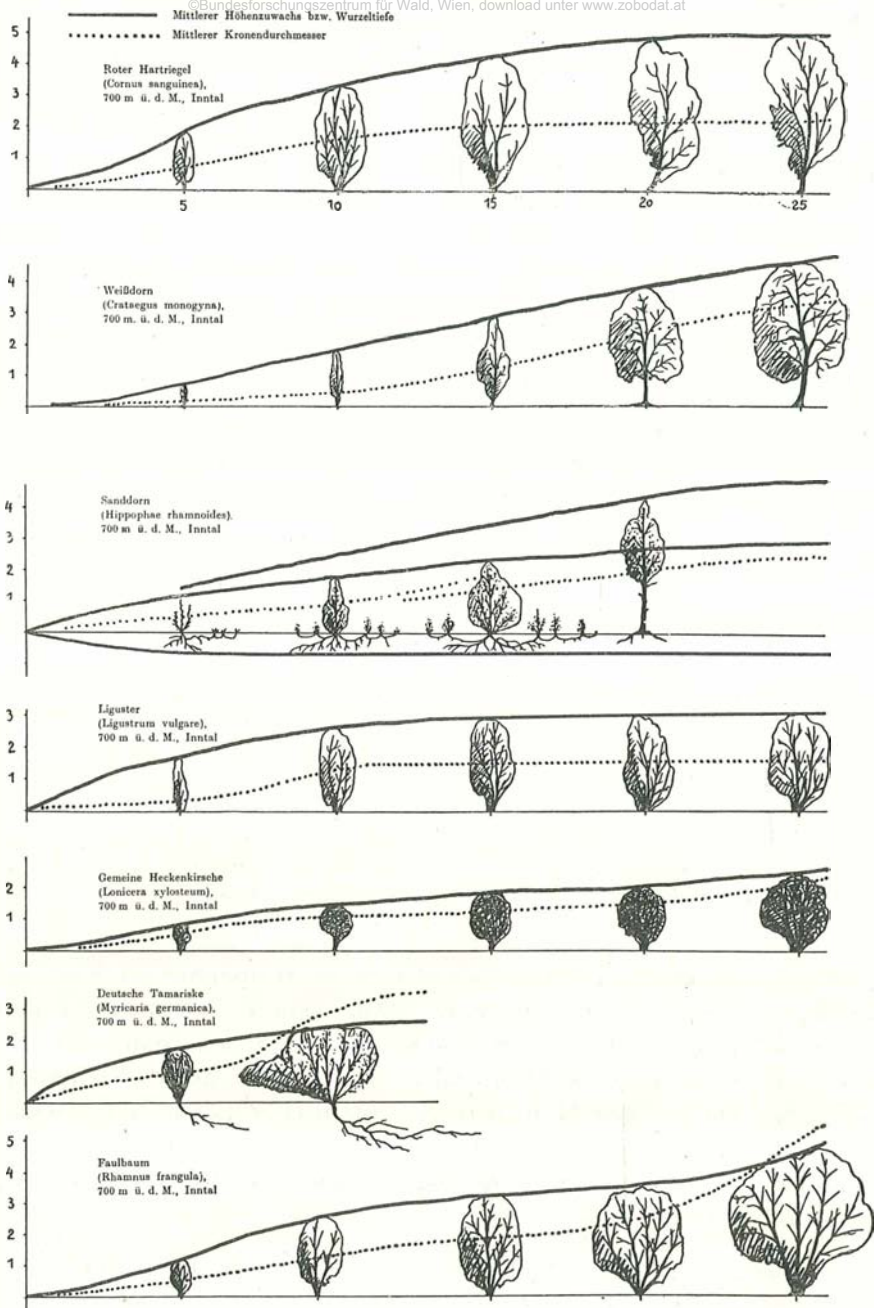 ©Bundesforschungszentrum für Wald, Wien, download unter www.zobodat.at
Mittlerer Höhenzuwachs bzw. Wurzeltiefe
Mittlerer Kronendurchmesser
5
4
3
2
1
Roter Hartriegel
(Cornus sanguinea),
700 m ü. d. M., Inntal
5
10
15
20
25
4
3
2
1
Weißdorn
(Crataegus monogyna),
700 m. ü. d. M., Inntal
4
3
2
1
Sanddorn
(Hippophae rhamnoides).
700 m ü. d. M., Inntal
3
2
1
Liguster
(Ligustrum vulgare),
700 m ü. d. M., Inntal
2
1
Gemeine Heckenkirsche
(Lonicera xylosteum),
700 m ü. d. M., Inntal
3
2
1
Deutsche Tamariske
(Myricaria germanica),
700 m ü. d. M., Inntal
5
4
3
2
1
Faulbaum
(Rhamnus frangula),
700 m ü. d. M., Inntal